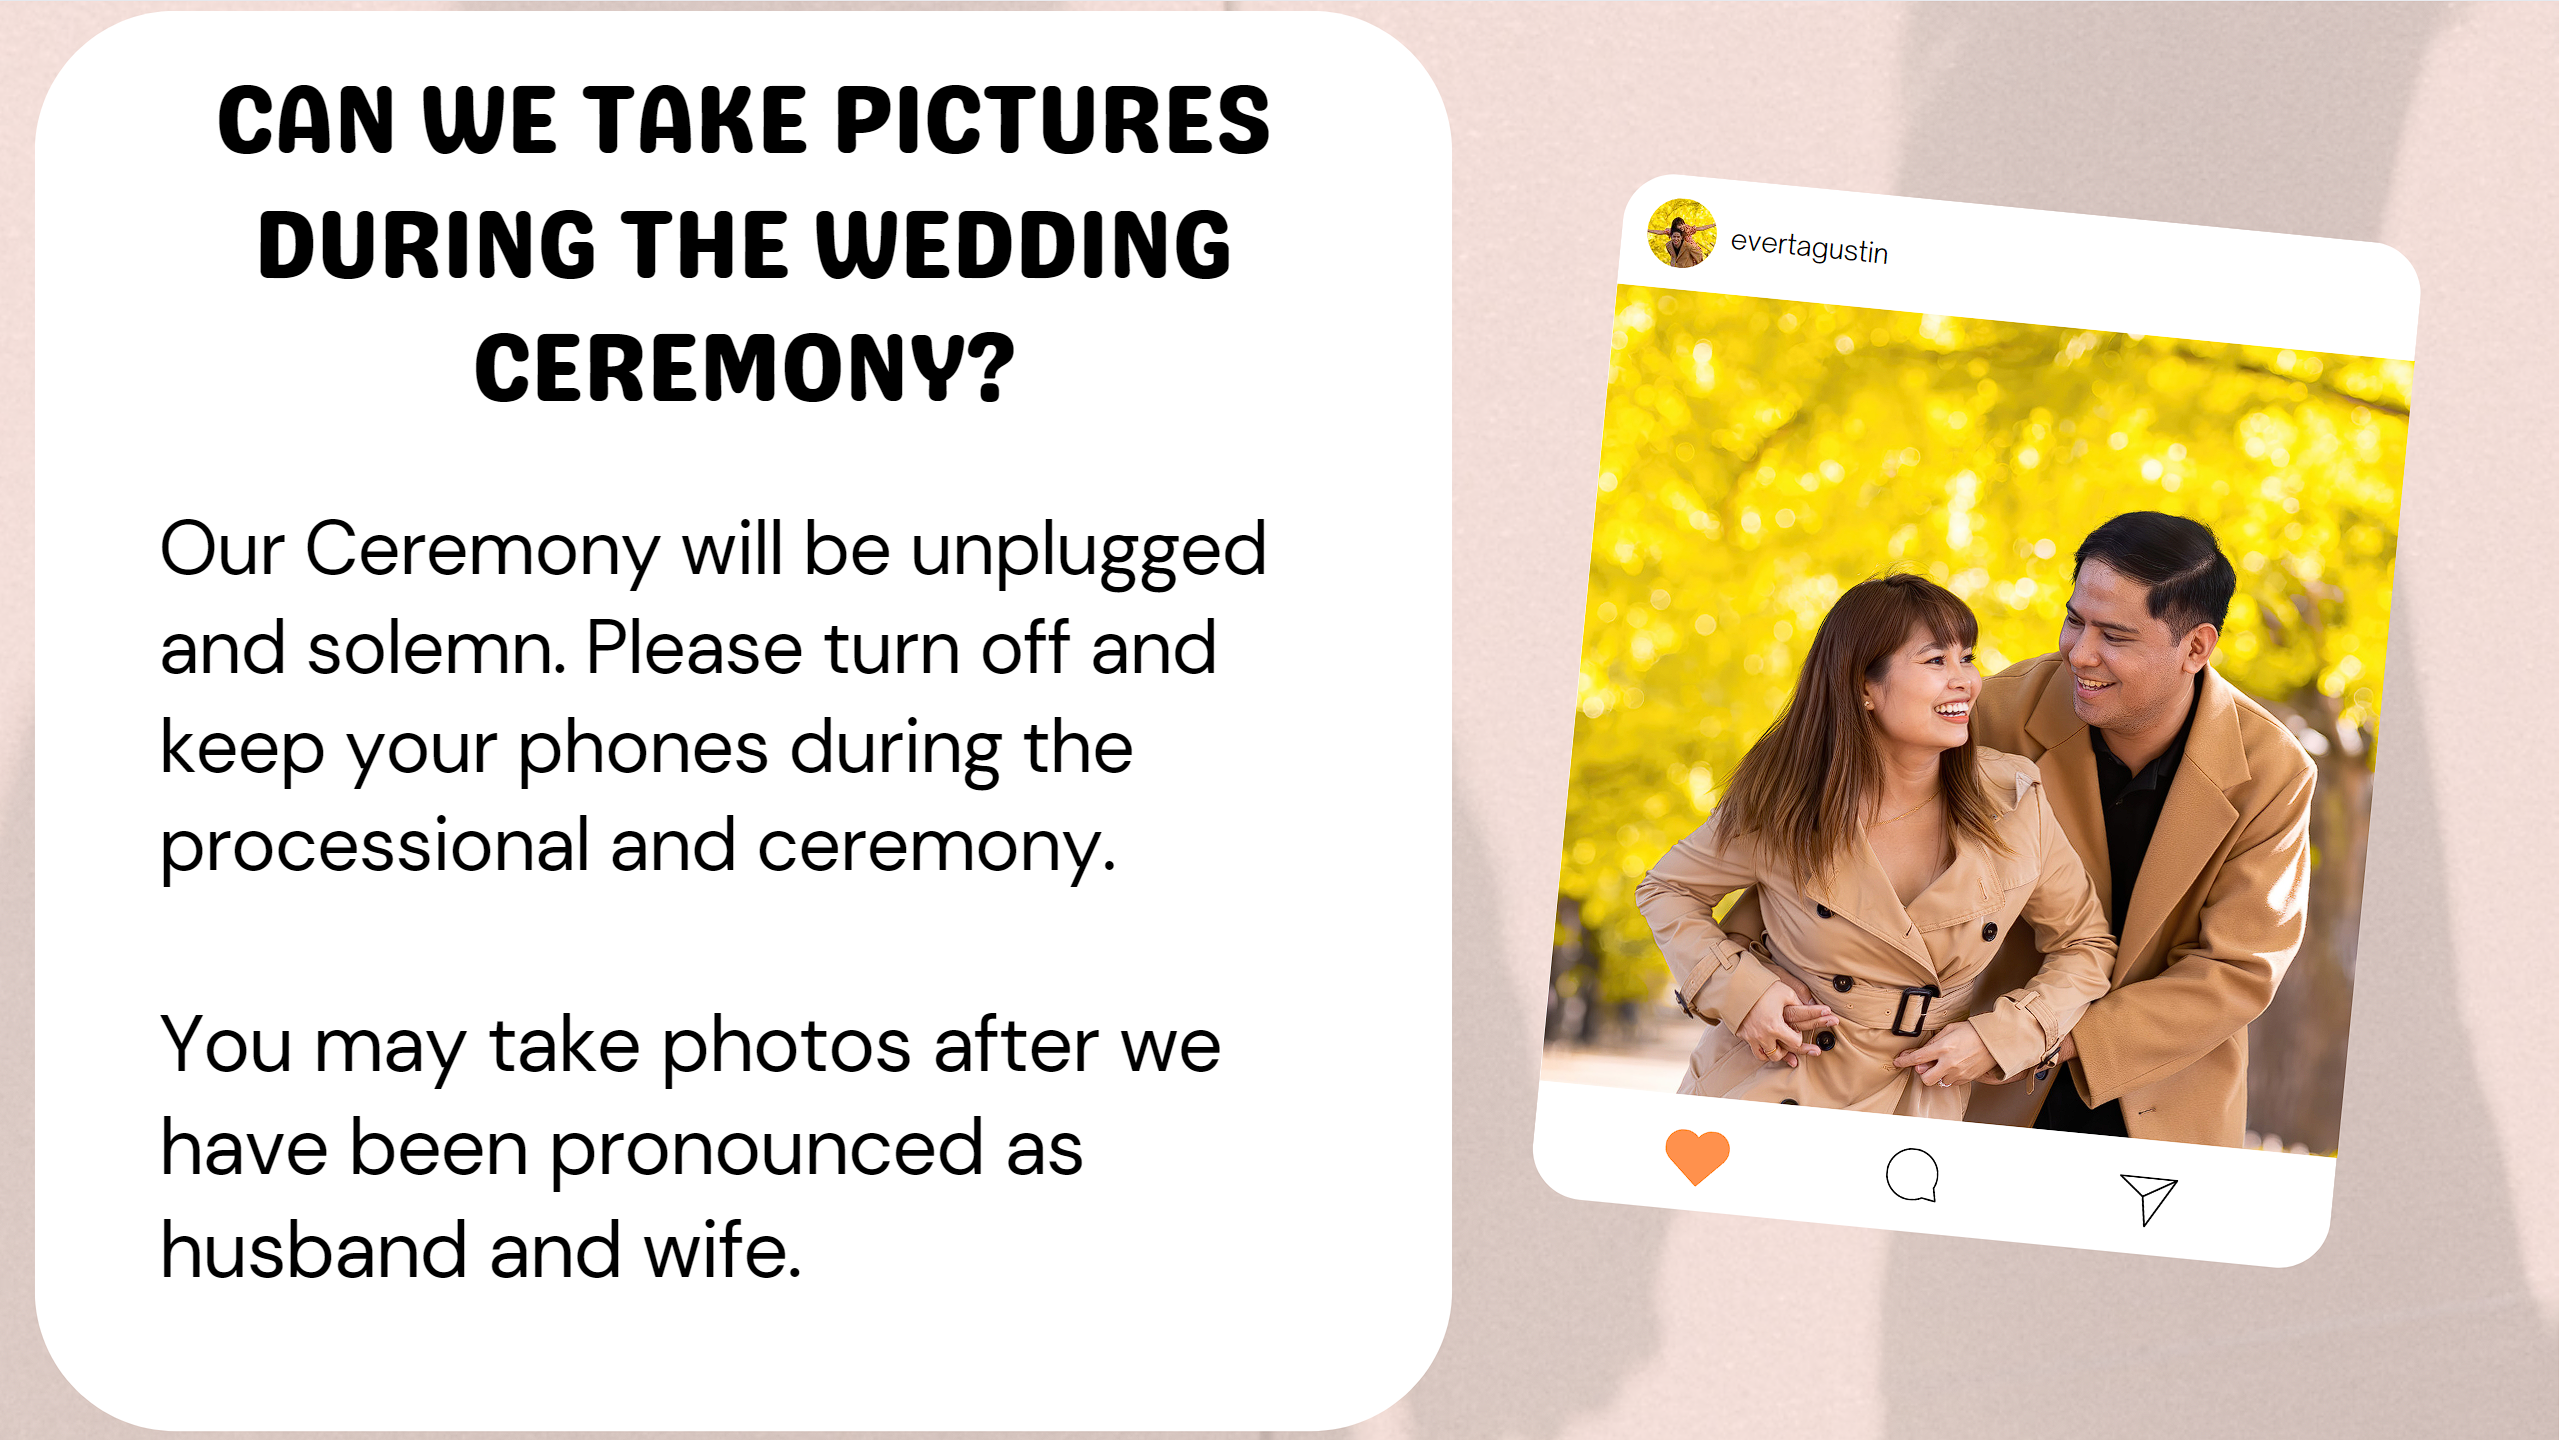 CAN WE TAKE PICTURES
DURING THE WEDDING
CEREMONY?
Our Ceremony will be unplugged
and solemn. Please turn off and
keep your phones during the
processional and ceremony.
You may take photos after we
have been pronounced as
husband and wife.
evertagustin